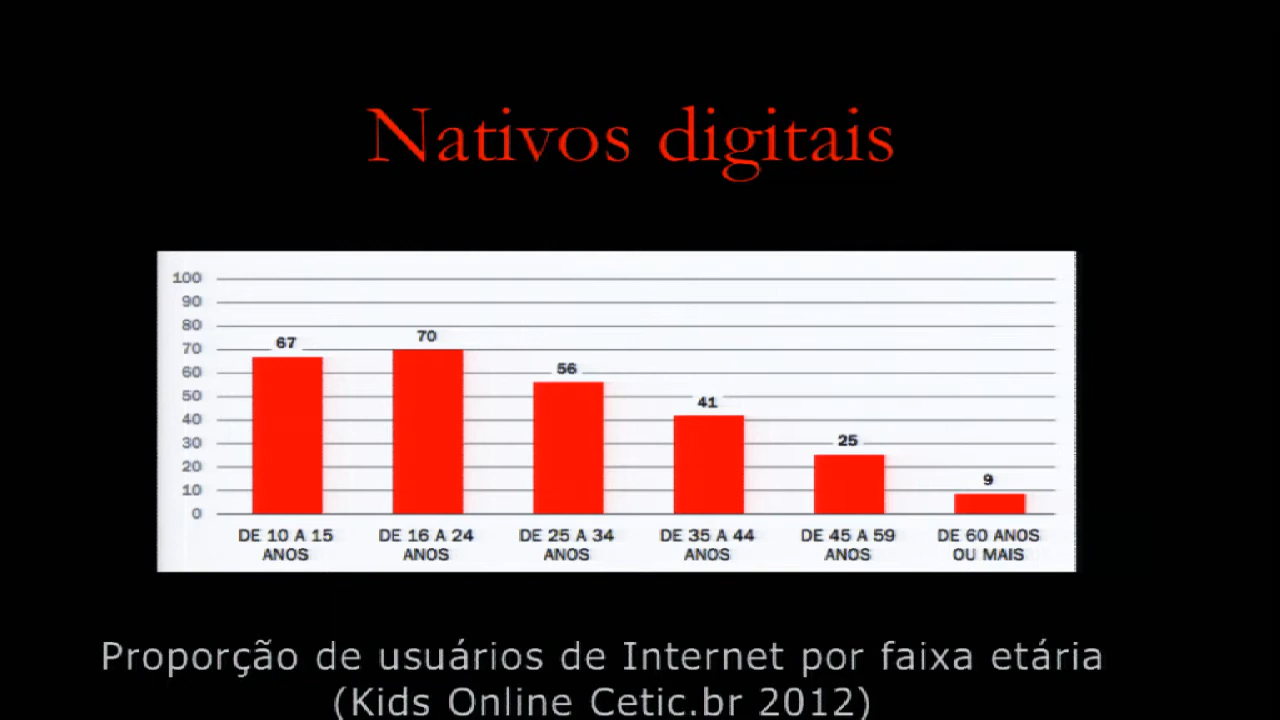 Nativos digitais
100
90
80
70
60
50
40
30
20
10
0
67
70
56
41
25
9
DE 10 A 15 ANOS
DE 16 A 24 ANOS
DE 25 A 34 ANOS
DE 35 A 44 ANOS
DE 45 A 59 ANOS
DE 60 ANOS OU MAIS
Proporção de usuários de Internet por faixa etária
(Kids Online Cetic.br 2012)